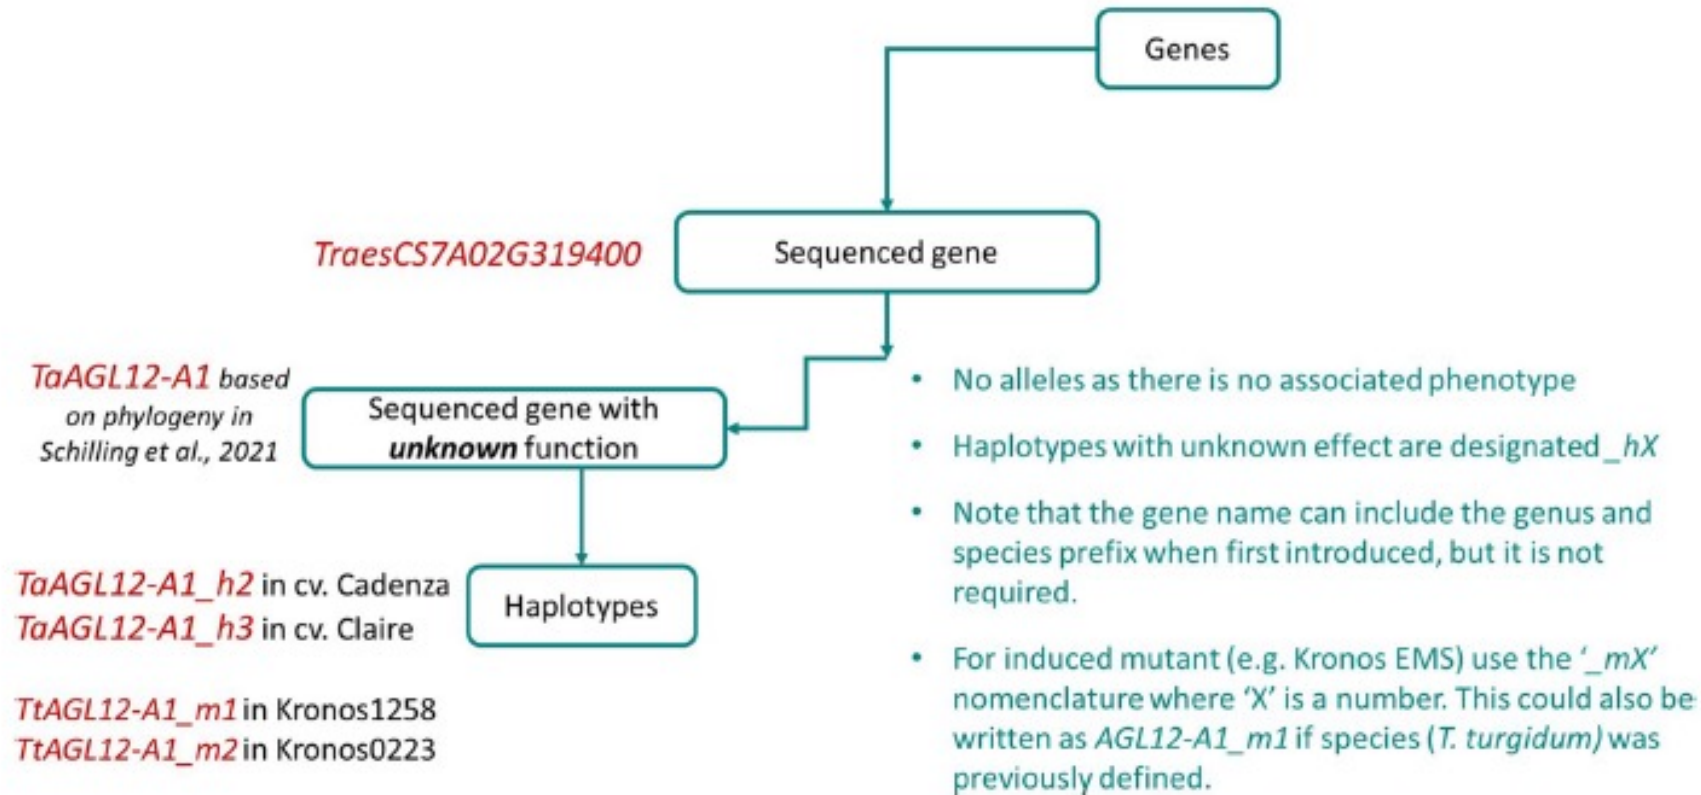 Genes
TraesCS7A02G319400
Sequenced gene
TaAGL12-A1 based
on phylogeny in
Schilling et al., 2021
Sequenced gene with
unknown function
TaAGL12-A1_h2 in cv. Cadenza
TaAGL12-A1_h3 in cv. Claire
Haplotypes
TtAGL12-A1_m1 in Kronos1258
TtAGL12-A1_m2 in Kronos0223
• No alleles as there is no associated phenotype
• Haplotypes with unknown effect are designated _hX
• Note that the gene name can include the genus and
species prefix when first introduced, but it is not
required.
• For induced mutant (e.g. Kronos EMS) use the ‘_mX’
nomenclature where ‘X’ is a number. This could also be
written as AGL12-A1_m1 if species (T. turgidum) was
previously defined.